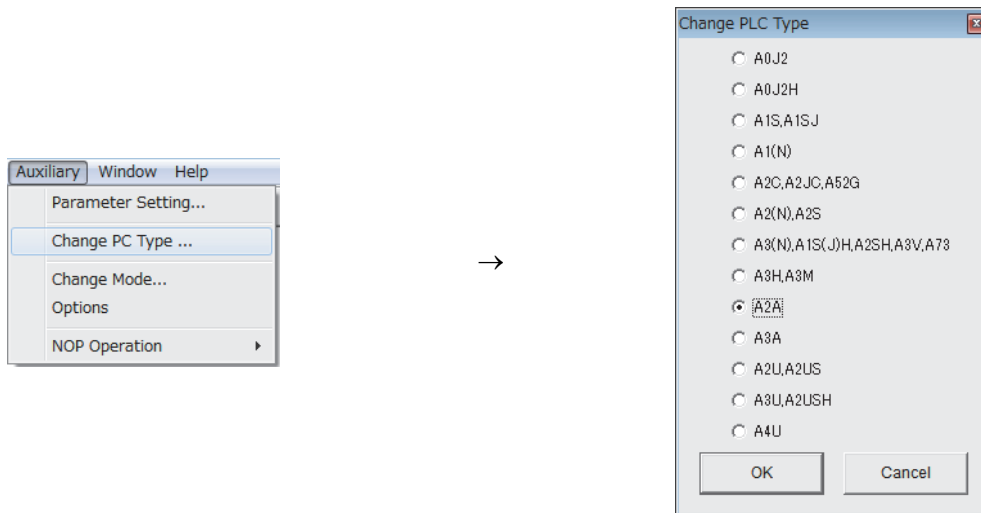 Auxiliary Window Help
Parameter Setting...
Change PC Type ...
Change Mode...
Options
NOP Operation
→
Change PLC Type
A0J2
A0J2H
A1S,A1SJ
A1(N)
A2C,A2JC,A52G
A2(N),A2S
A3(N),A1S(J)H,A2SH,A3V,A73
A3H,A3M
A2A
A3A
A2U,A2US
A3U,A2USH
A4U
OK Cancel